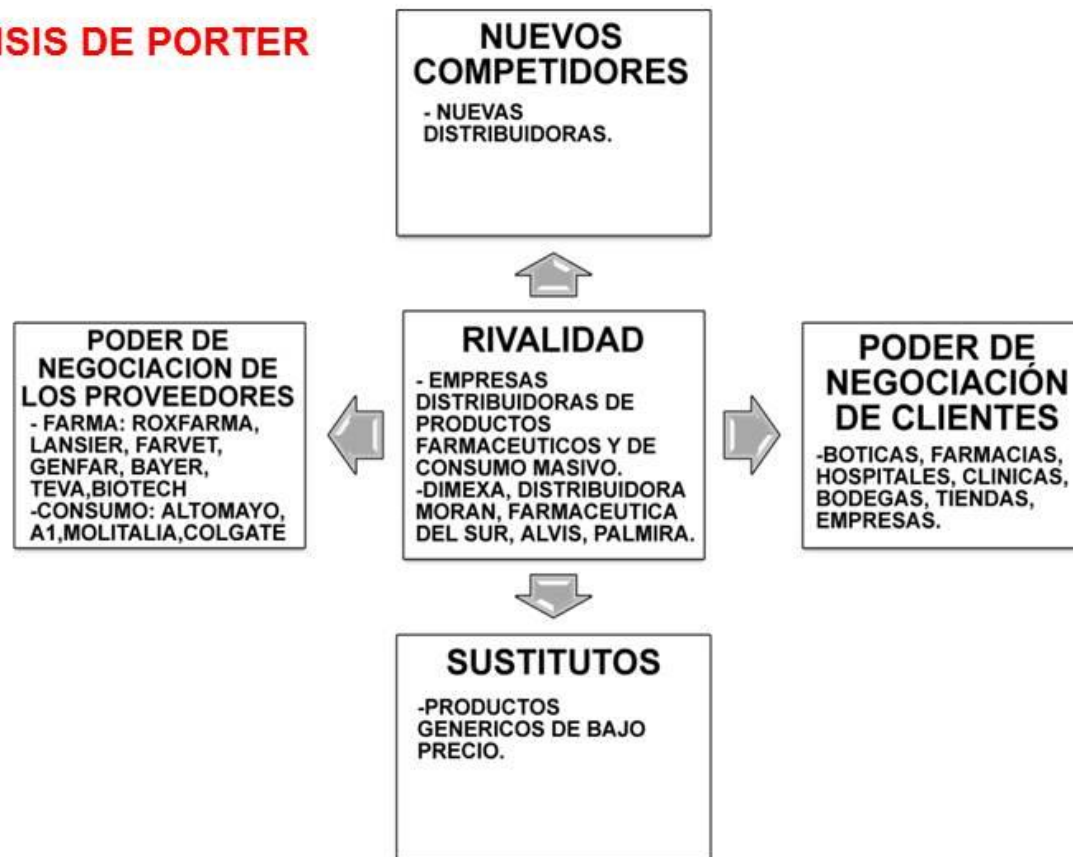 ISIS DE PORTER
NUEVOS
COMPETIDORES
- NUEVAS
DISTRIBUIDORAS.
PODER DE
NEGOCIACION DE
LOS PROVEEDORES
- FARMA: ROXFARMA,
LANSIER, FARVET,
GENFAR, BAYER,
TEVA,BIOTECH
-CONSUMO: ALTOMAYO,
A1,MOLITALIA,COLGATE
RIVALIDAD
- EMPRESAS
DISTRIBUIDORAS DE
PRODUCTOS
FARMACEUTICOS Y DE
CONSUMO MASIVO.
-DIMEXA, DISTRIBUIDORA
MORAN, FARMACEUTICA
DEL SUR, ALVIS, PALMIRA.
PODER DE
NEGOCIACIÓN
DE CLIENTES
-BOTICAS, FARMACIAS,
HOSPITALES, CLINICAS,
BODEGAS, TIENDAS,
EMPRESAS.
SUSTITUTOS
-PRODUCTOS
GENERICOS DE BAJO
PRECIO.